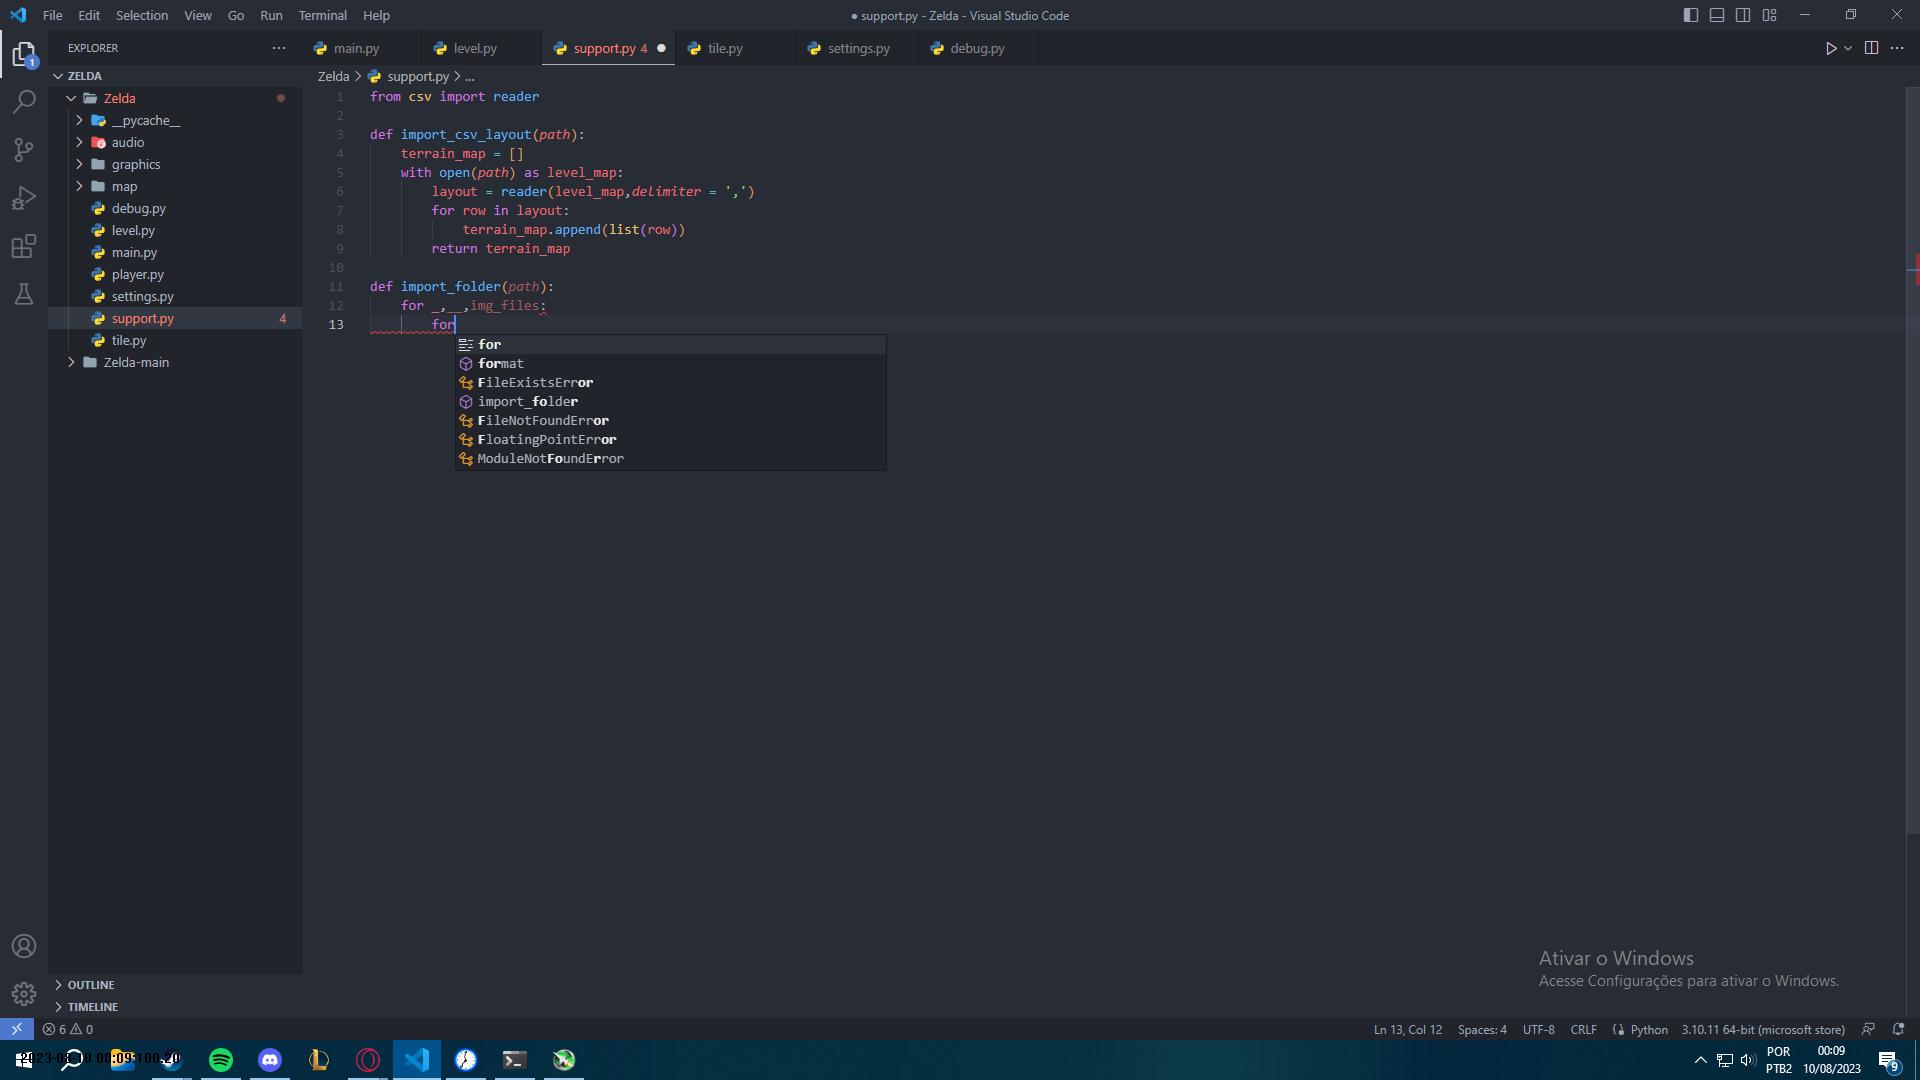 File Edit Selection View Go Run Terminal Help
● support.py - Zelda - Visual Studio Code
EXPLORER
main.py
level.py
support.py 4
tile.py
settings.py
debug.py
1
ZELDA
Zelda
__pycache__
audio
graphics
map
debug.py
level.py
main.py
player.py
settings.py
support.py 4
tile.py
Zelda-main
OUTLINE
TIMELINE
Zelda > support.py > ...
1 from csv import reader
2
3 def import_csv_layout(path):
4 terrain_map = []
5 with open(path) as level_map:
6 layout = reader(level_map,delimiter = ',')
7 for row in layout:
8 terrain_map.append(list(row))
9 return terrain_map
10
11 def import_folder(path):
12 for _,__,img_files:
13 for
for
format
FileExistsError
import_folder
FileNotFoundError
FloatingPointError
ModuleNotFoundError
Ativar o Windows
Acesse Configurações para ativar o Windows.
6 0
Ln 13, Col 12 Spaces: 4 UTF-8 CRLF Python 3.10.11 64-bit (microsoft store)
POR
PTB2
00:09
10/08/2023
9